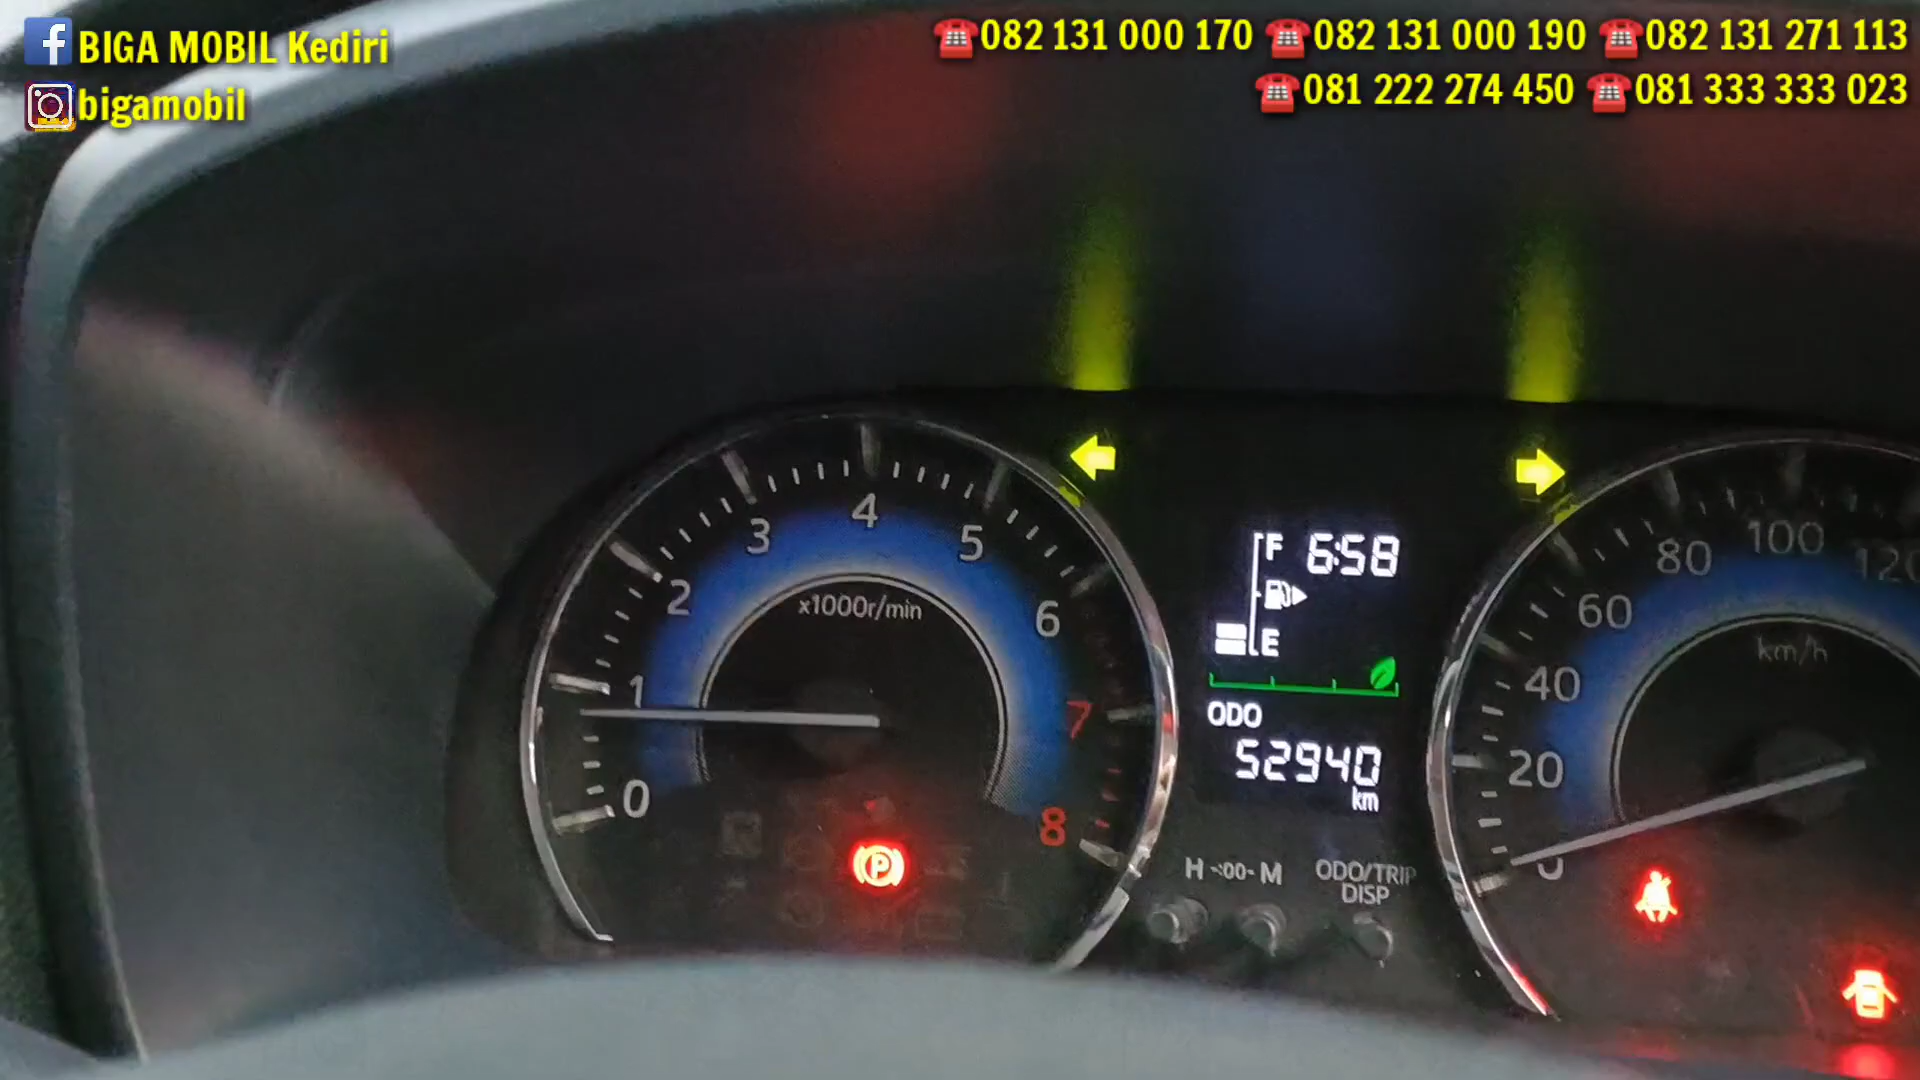 BIGA MOBIL Kediri
bigamobil
082 131 000 170 082 131 000 190 082 131 271 113
081 222 274 450 081 333 333 023
0
1
2
3
4
5
6
7
8
x1000r/min
F 6:58
E
ODO
52940
km
H -:00- M
ODO/TRIP
DISP
P
0
20
40
60
80
100
120
km/h